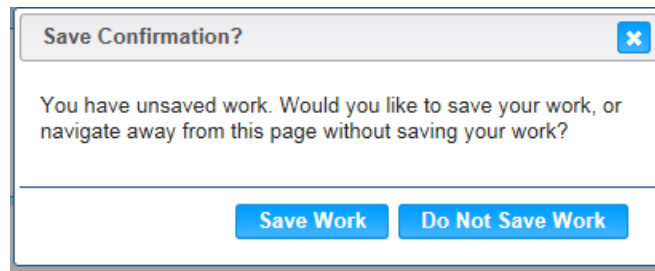 Save Confirmation?
You have unsaved work. Would you like to save your work, or
navigate away from this page without saving your work?
Save Work Do Not Save Work